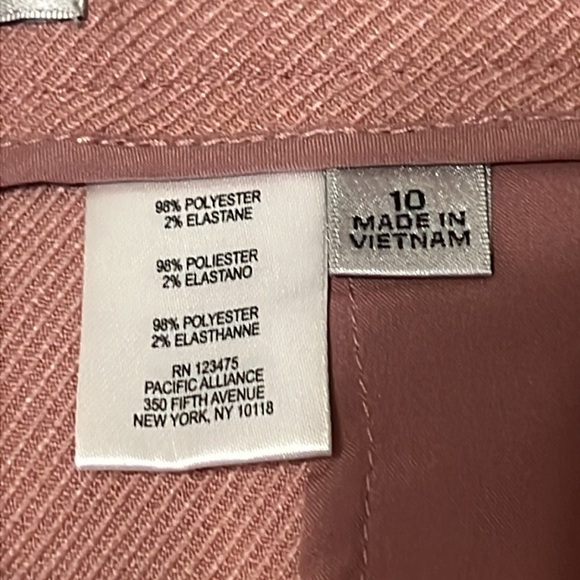 98% POLYESTER
2% ELASTANE
98% POLIESTER
2% ELASTANO
98% POLYESTER
2% ELASTHANNE
RN 123475
PACIFIC ALLIANCE
350 FIFTH AVENUE
NEW YORK, NY 10118
10
MADE IN
VIETNAM